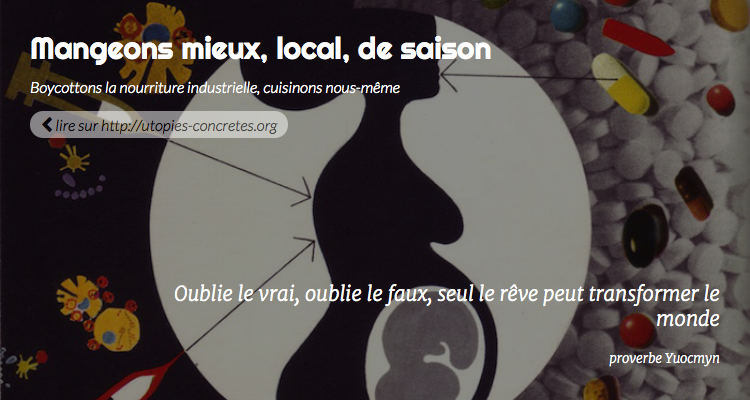 Mangeons mieux, local, de saison
Boycottons la nourriture industrielle, cuisinons nous-même
lire sur http://utopies-concretes.org
Oublie le vrai, oublie le faux, seul le rêve peut transformer le
monde
proverbe Yuocmyn